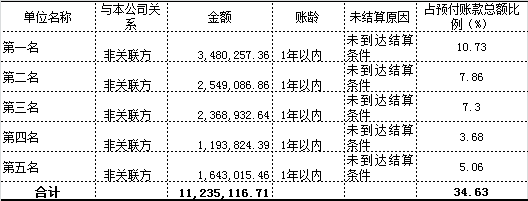 单位名称 与本公司关系 金额 账龄 未结算原因 占预付账款总额比例（%）
第一名 非关联方 3,480,257.36 1年以内 未到达结算条件 10.73
第二名 非关联方 2,549,086.86 1年以内 未到达结算条件 7.86
第三名 非关联方 2,368,932.64 1年以内 未到达结算条件 7.3
第四名 非关联方 1,193,824.39 1年以内 未到达结算条件 3.68
第五名 非关联方 1,643,015.46 1年以内 未到达结算条件 5.06
合计 11,235,116.71 34.63